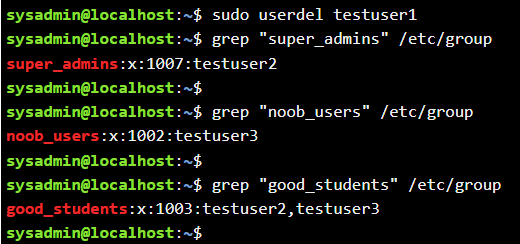 sysadmin@localhost:~$ sudo userdel testuser1
sysadmin@localhost:~$ grep "super_admins" /etc/group
super_admins:x:1007:testuser2
sysadmin@localhost:~$
sysadmin@localhost:~$ grep "noob_users" /etc/group
noob_users:x:1002:testuser3
sysadmin@localhost:~$
sysadmin@localhost:~$ grep "good_students" /etc/group
good_students:x:1003:testuser2,testuser3
sysadmin@localhost:~$